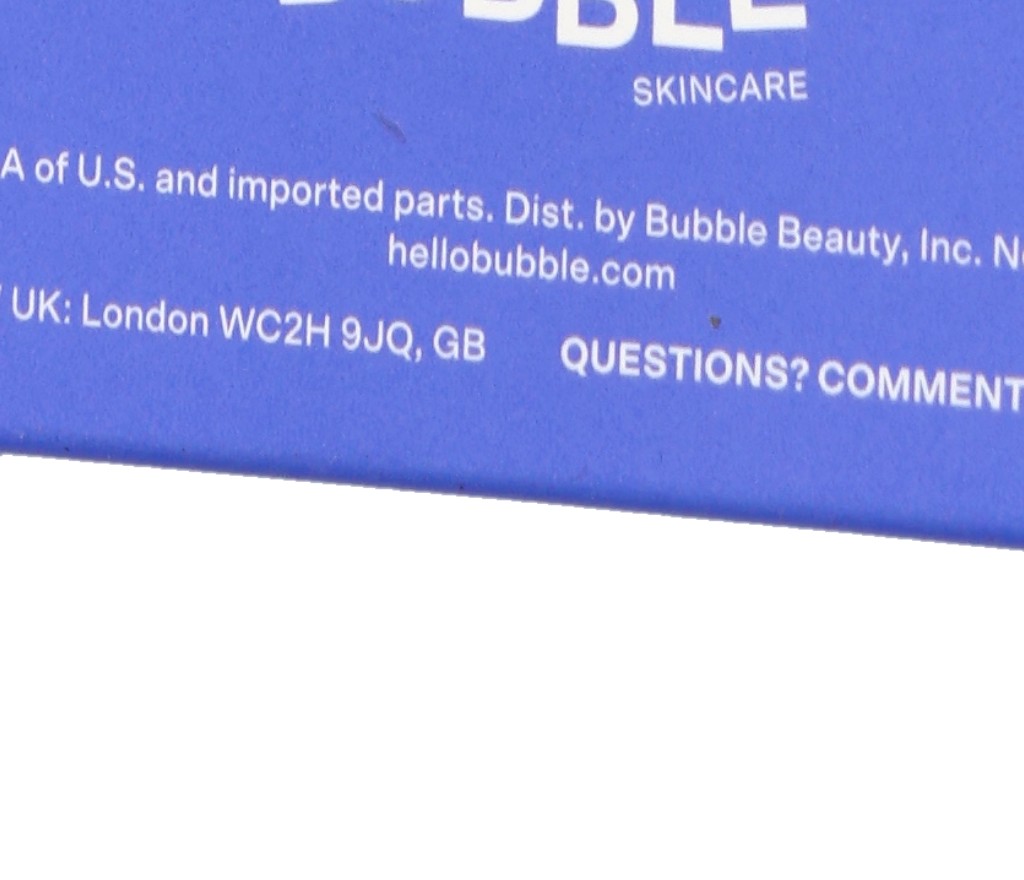 BUBBLE
SKINCARE
A of U.S. and imported parts. Dist. by Bubble Beauty, Inc.
hellobubble.com
UK: London WC2H 9JQ, GB QUESTIONS? COMMENT